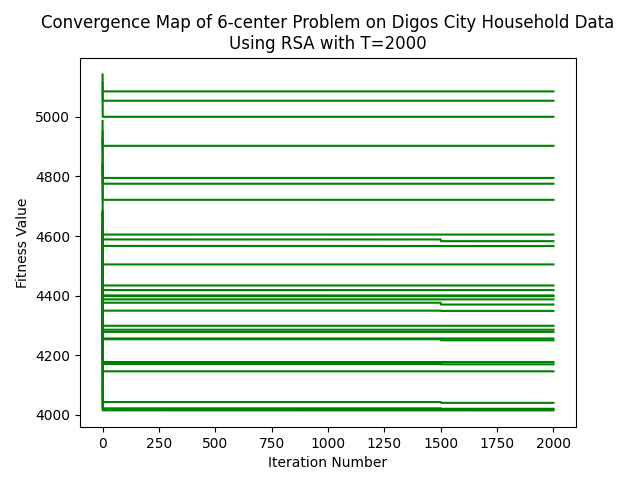 Convergence Map of 6-center Problem on Digos City Household Data
Using RSA with T=2000
5000
4800
4600
4400
4200
4000
Fitness Value
0 250 500 750 1000 1250 1500 1750 2000
Iteration Number